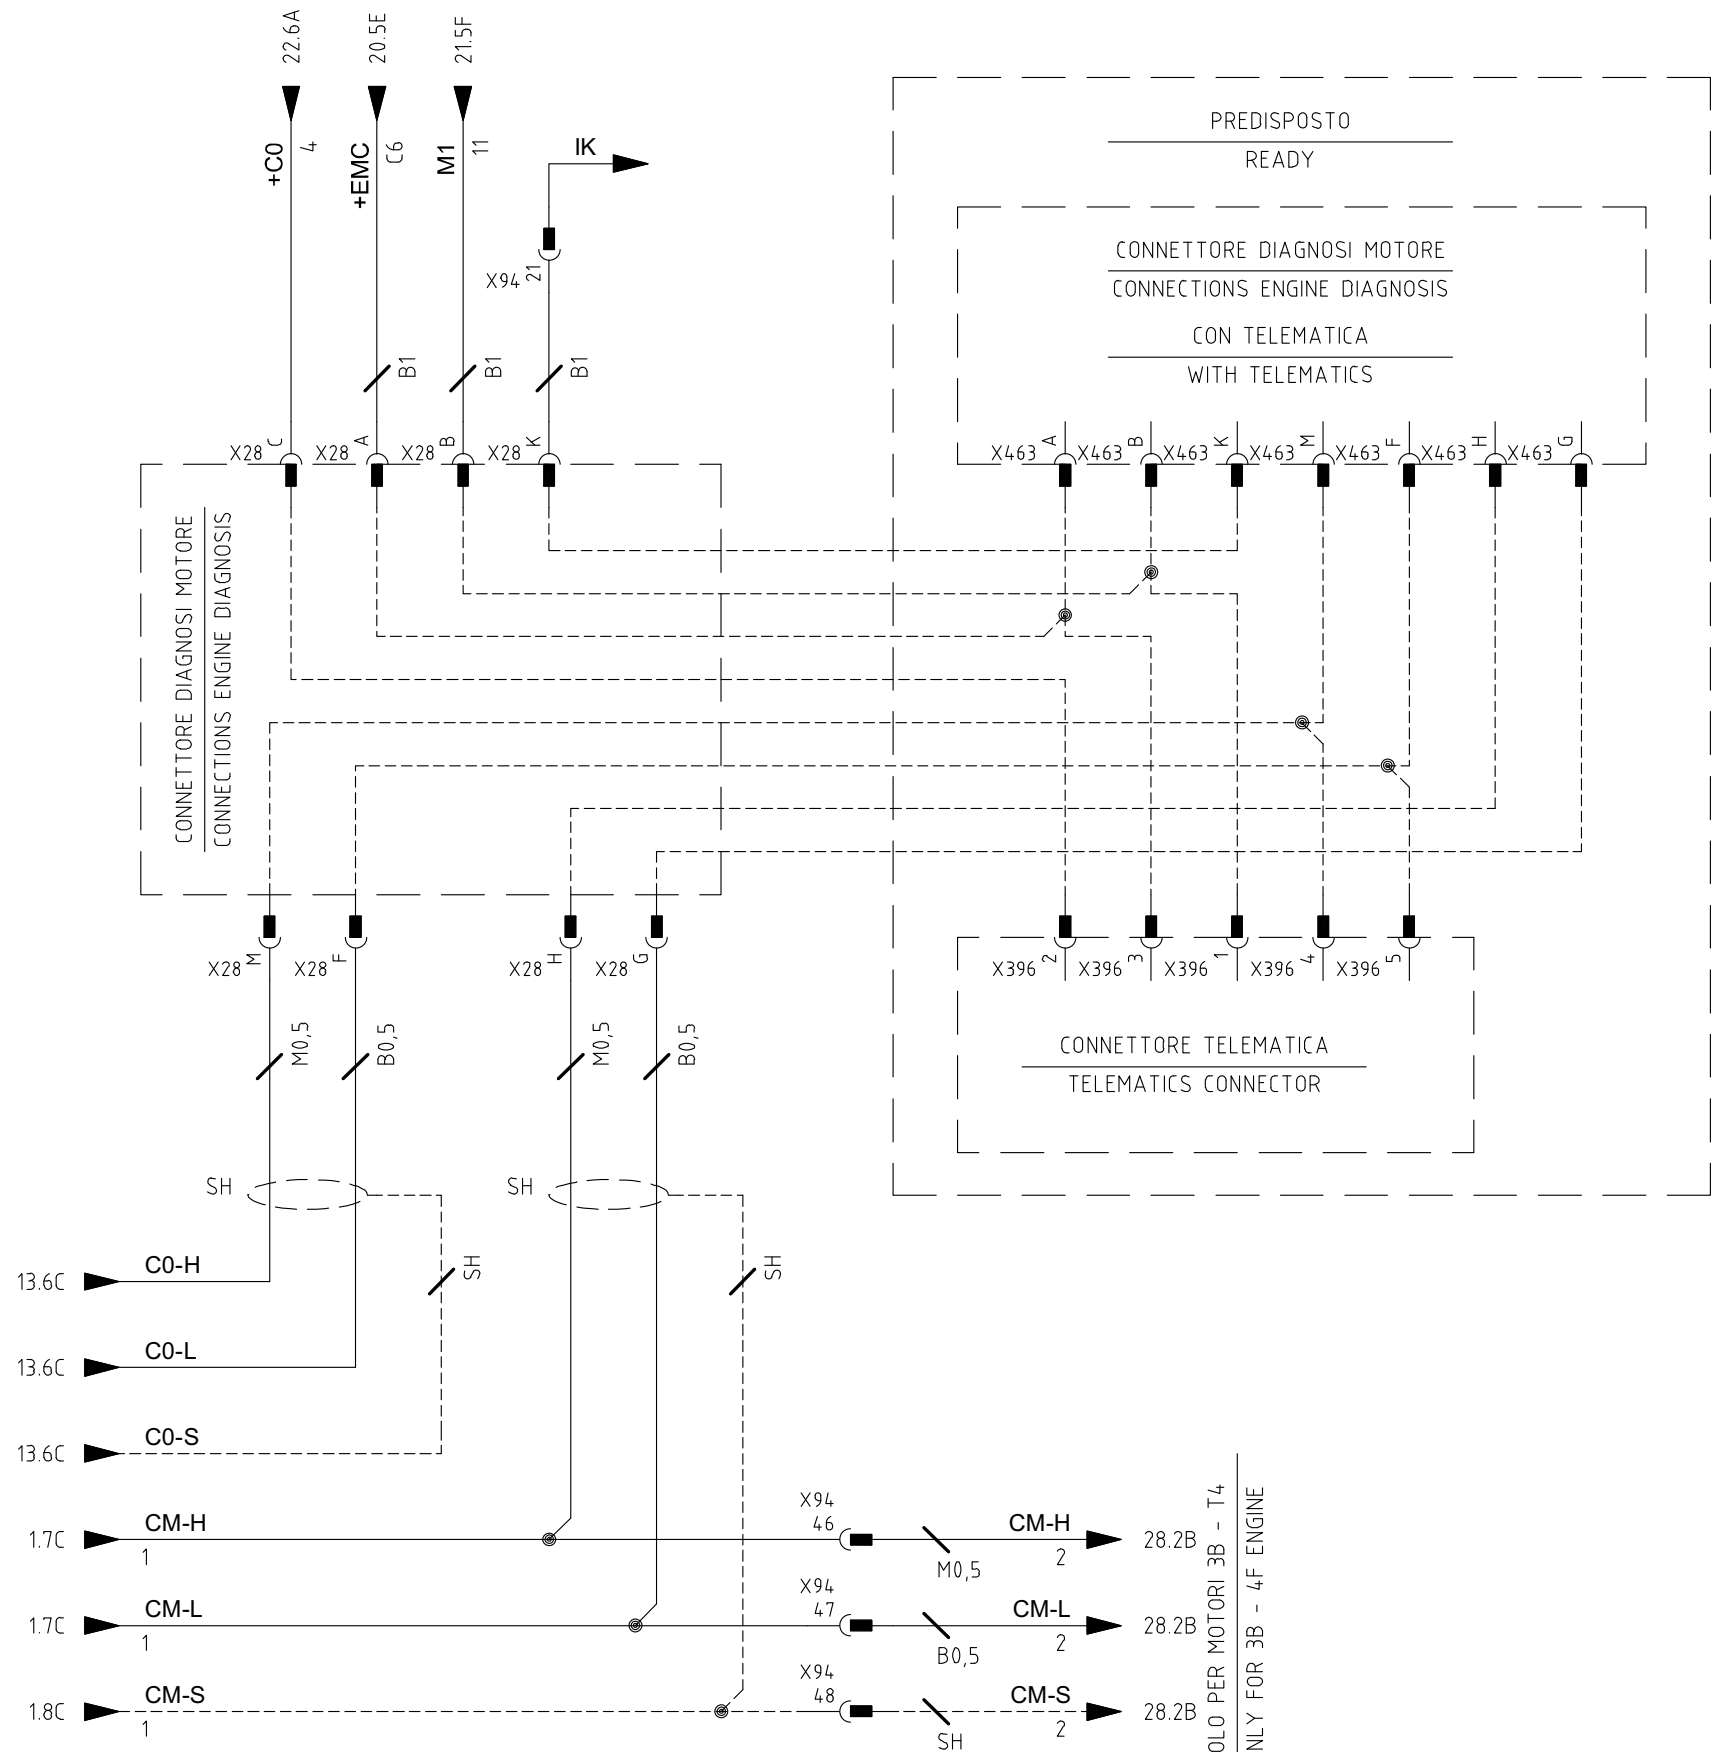 22.6A
20.5E
21.5F
+C0
4
+EMC
C6
M1
11
IK
X94
21
B1
B1
B1
X28
C
X28
A
X28
B
X28
K
PREDISPOSTO
READY
CONNETTORE DIAGNOSI MOTORE
CONNECTIONS ENGINE DIAGNOSIS
CON TELEMATICA
WITH TELEMATICS
X463
A
X463
B
X463
K
X463
M
X463
F
X463
H
X463
G
CONNETTORE DIAGNOSI MOTORE
CONNECTIONS ENGINE DIAGNOSIS
X28
M
X28
F
X28
H
X28
G
X396
2
X396
3
X396
1
X396
4
X396
5
CONNETTORE TELEMATICA
TELEMATICS CONNECTOR
M0,5
B0,5
M0,5
B0,5
SH
SH
SH
SH
13.6C
C0-H
13.6C
C0-L
13.6C
C0-S
1.7C
CM-H
1
X94
46
M0,5
CM-H
2
28.2B
1.7C
CM-L
1
X94
47
B0,5
CM-L
2
28.2B
1.8C
CM-S
1
X94
48
SH
CM-S
2
28.2B
OLO PER MOTORI 3B - T4
NLY FOR 3B - 4F ENGINE